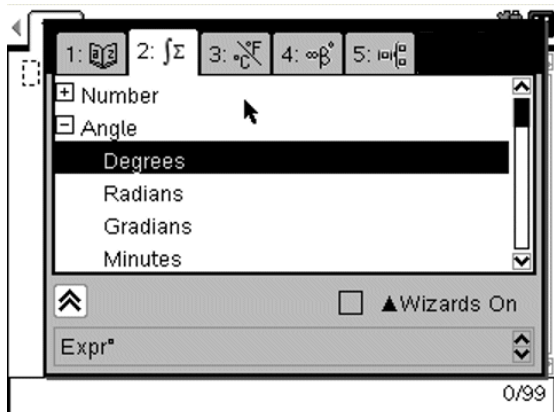 1: 2: ∫Σ 3: °C°F 4: ∞β° 5:
Number
Angle
Degrees
Radians
Gradians
Minutes
▲Wizards On
Expr°
0/99